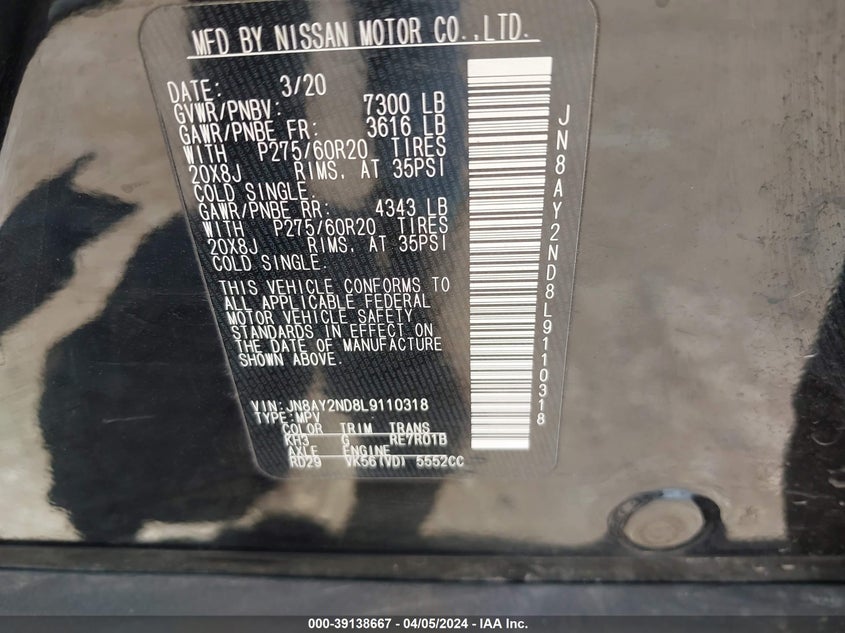 MFD BY NISSAN MOTOR CO.,LTD.
DATE: 3/20
GVWR/PNBV: 7300 LB
GAWR/PNBE FR: 3616 LB
WITH P275/60R20 TIRES
20X8J RIMS, AT 35PSI
COLD SINGLE.
GAWR/PNBE RR: 4343 LB
WITH P275/60R20 TIRES
20X8J RIMS, AT 35PSI
COLD SINGLE.
THIS VEHICLE CONFORMS TO
ALL APPLICABLE FEDERAL
MOTOR VEHICLE SAFETY
STANDARDS IN EFFECT ON
THE DATE OF MANUFACTURE
SHOWN ABOVE.
VIN: JN8AY2ND8L9110318
TYPE: MPV
COLOR TRIM TRANS
KH3 G RE7R01B
AXLE ENGINE
RD29 VK56(VD) 5552CC
JN8AY2ND8L9110318
000-39138667 - 04/05/2024 - IAA Inc.